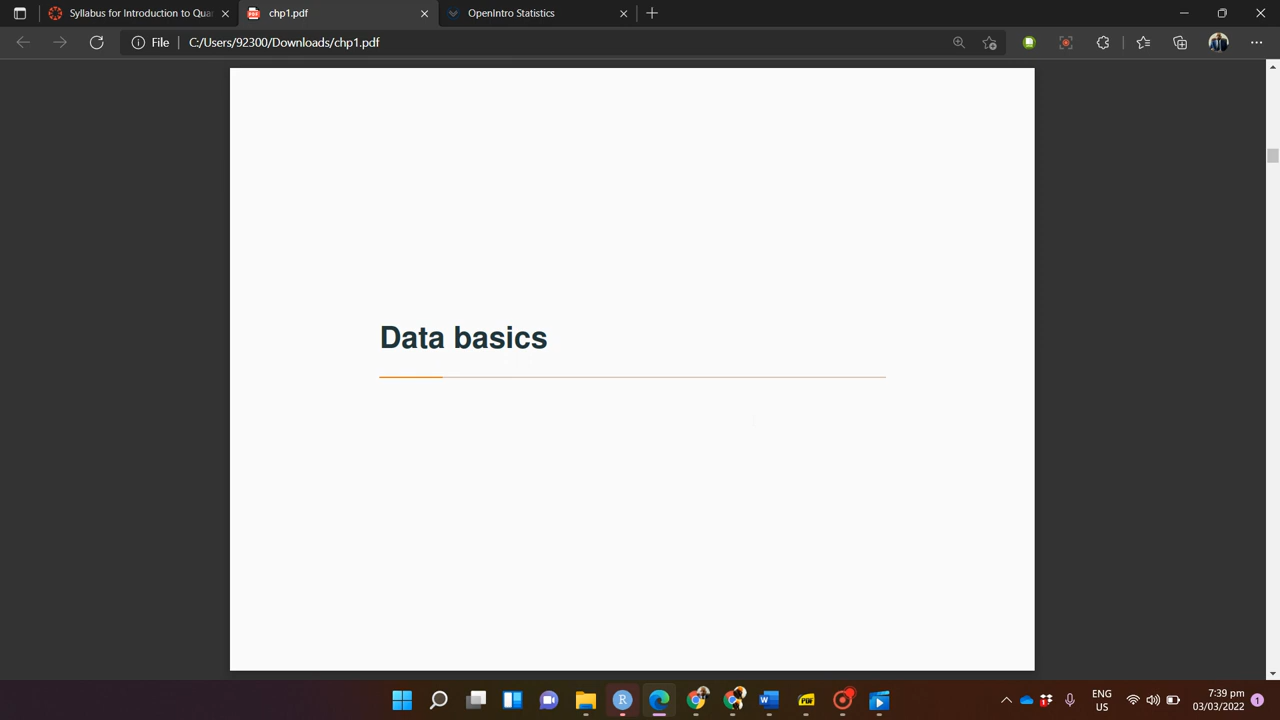 Syllabus for Introduction to Qua
chp1.pdf
OpenIntro Statistics
File
C:/Users/92300/Downloads/chp1.pdf
Data basics
ENG
US
7:39 pm
03/03/2022
1